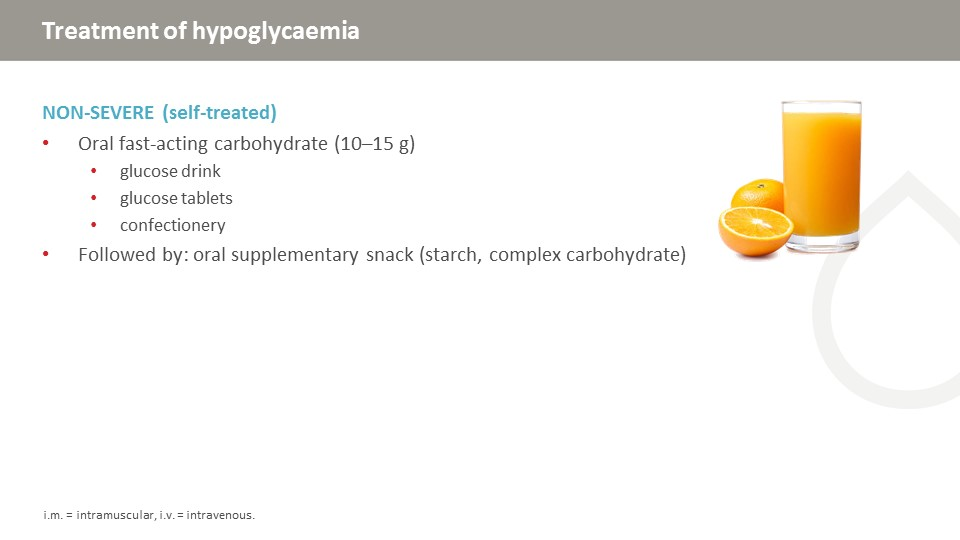 Treatment of hypoglycaemia
NON-SEVERE (self-treated)
• Oral fast-acting carbohydrate (10–15 g)
• glucose drink
• glucose tablets
• confectionery
• Followed by: oral supplementary snack (starch, complex carbohydrate)
i.m. = intramuscular, i.v. = intravenous.